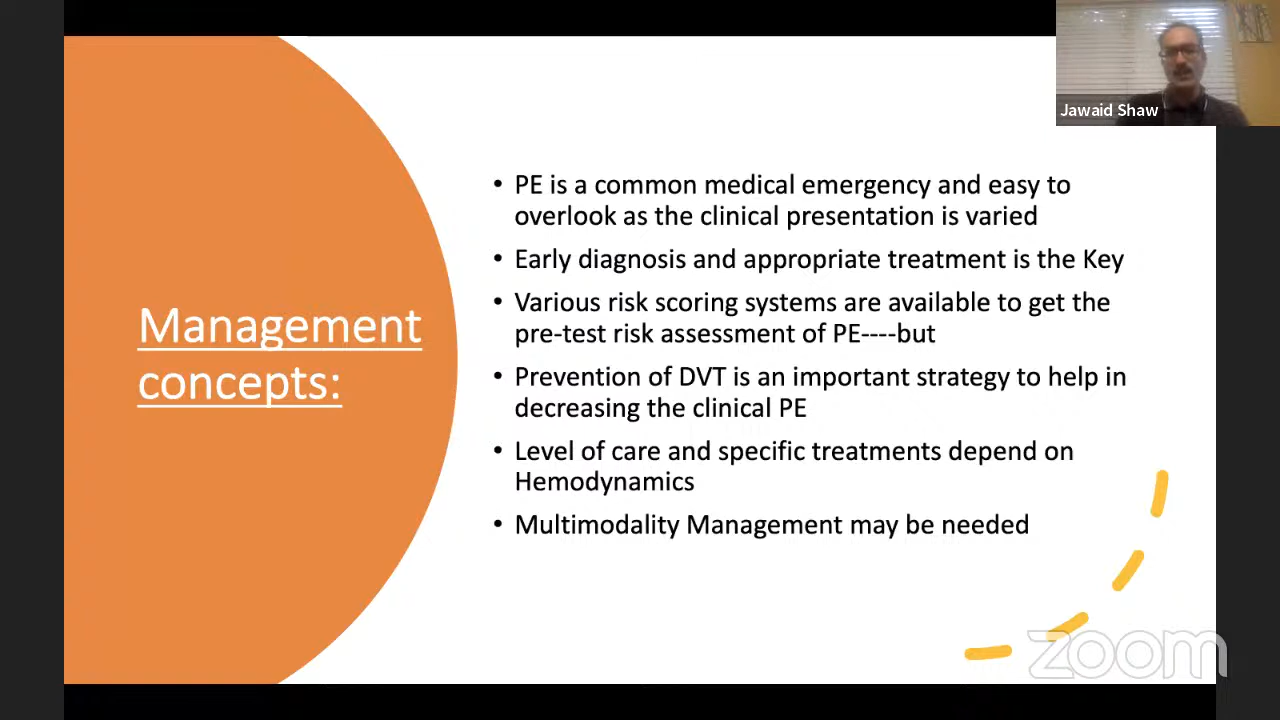 Jawaid Shaw
Management
concepts:
• PE is a common medical emergency and easy to
overlook as the clinical presentation is varied
• Early diagnosis and appropriate treatment is the Key
• Various risk scoring systems are available to get the
pre-test risk assessment of PE----but
• Prevention of DVT is an important strategy to help in
decreasing the clinical PE
• Level of care and specific treatments depend on
Hemodynamics
• Multimodality Management may be needed
zoom